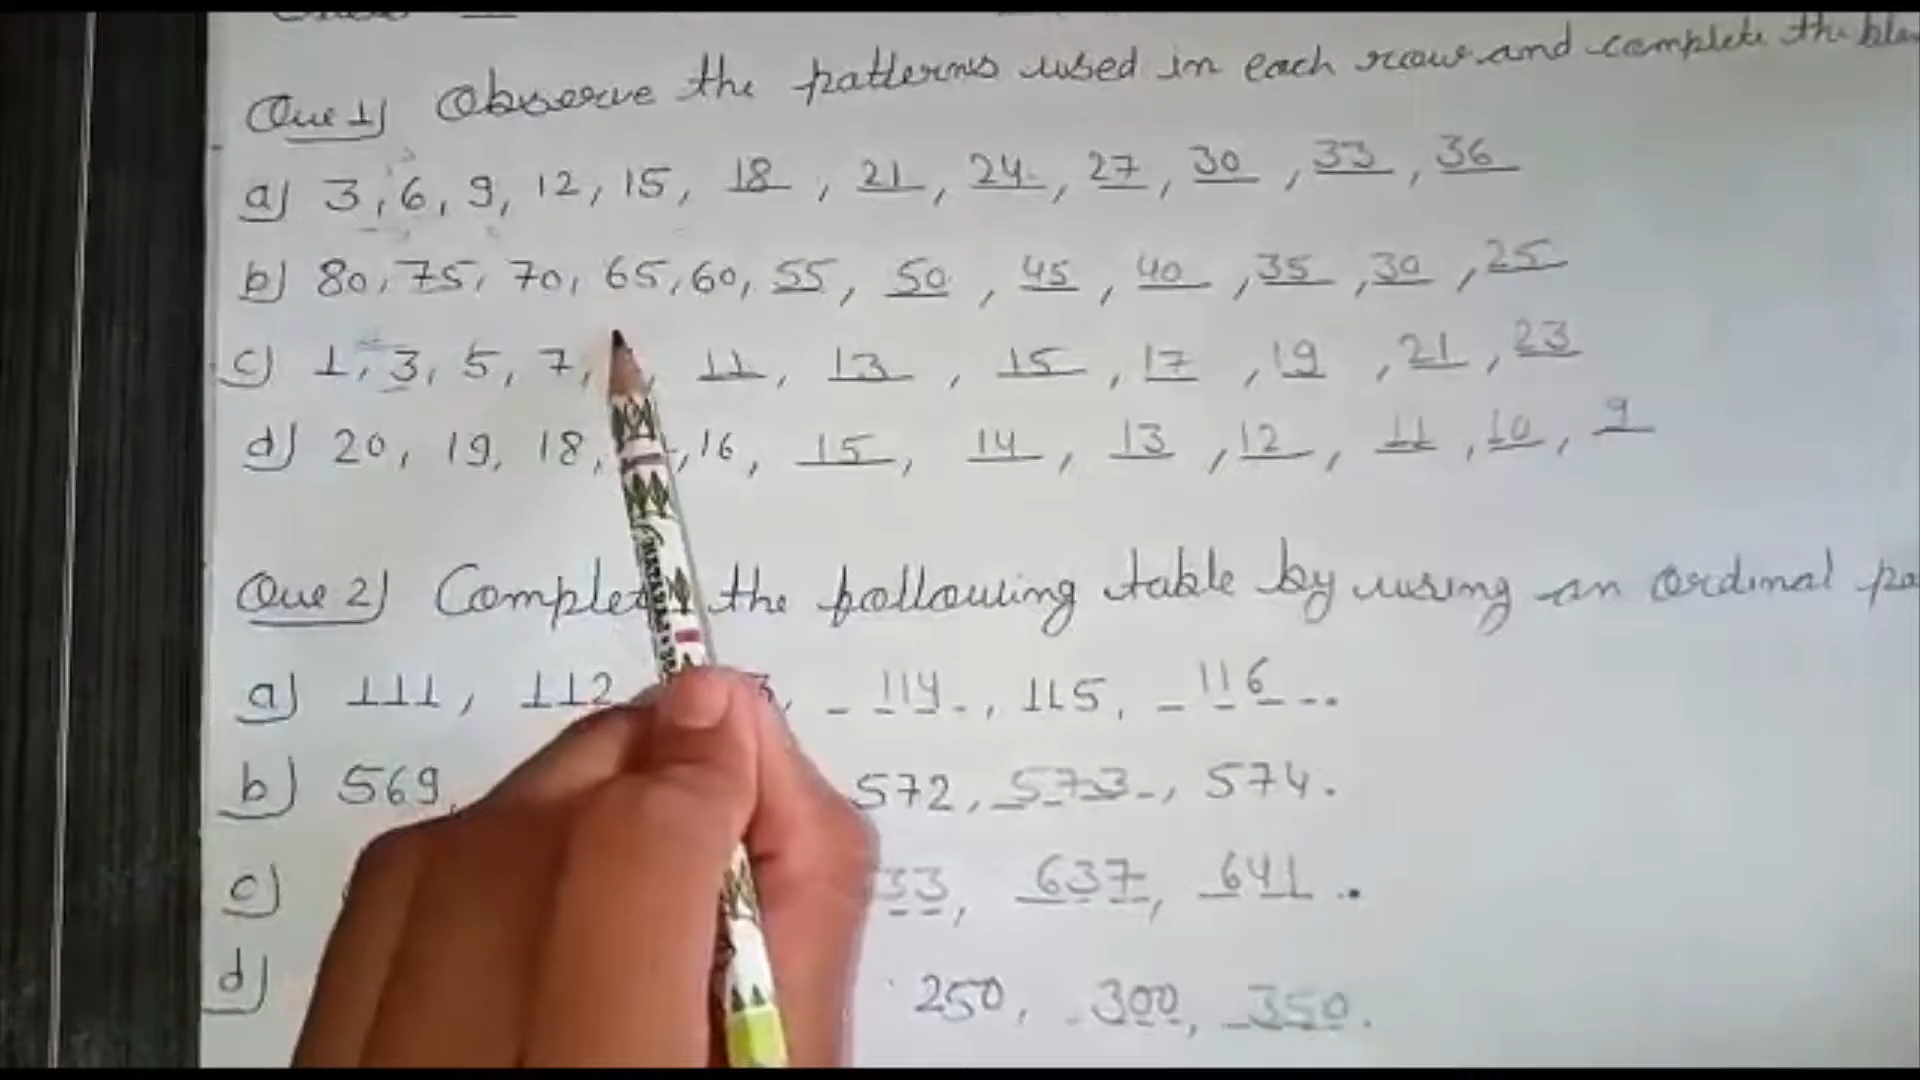 Que 1) Observe the patterns used in each row and complete the
a) 3, 6, 9, 12, 15, 18, 21, 24, 27, 30, 33, 36
b) 80, 75, 70, 65, 60, 55, 50, 45, 40, 35, 30, 25
c) 1, 3, 5, 7, 11, 13, 15, 17, 19, 21, 23
d) 20, 19, 18, 16, 15, 14, 13, 12, 11, 10, 9
Que 2) Complete the following table by using an ordinal
a) 111, 112, 114, 115, 116
b) 569, 572, 573, 574.
c) 637, 641.
d) 250, 300, 350.